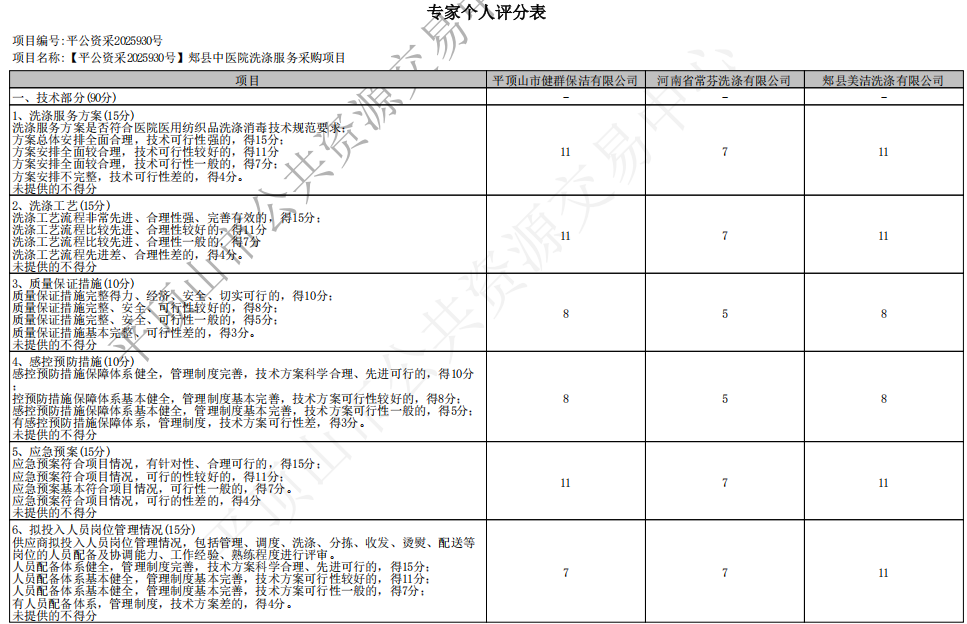 专家个人评分表
项目编号:平公资采2025930号
项目名称:【平公资采2025930号】郏县中医院洗涤服务采购项目
项目 平顶山市健群保洁有限公司 河南省常芬洗涤有限公司 郏县美洁洗涤有限公司
一、技术部分(90分) - - -
1、洗涤服务方案(15分)
洗涤服务方案是否符合医院医用纺织品洗涤消毒技术规范要求;
方案总体安排全面合理,技术可行性强的,得15分;
方案安排全面较合理,技术可行性较好的,得11分
方案安排全面较合理,技术可行性一般的,得7分;
方案安排不完整,技术可行性差的,得4分。
未提供的不得分
11 7 11
2、洗涤工艺(15分)
洗涤工艺流程非常先进、合理性强、完善有效的,得15分;
洗涤工艺流程比较先进、合理性较好的,得11分
洗涤工艺流程比较先进、合理性一般的,得7分
洗涤工艺流程先进差、合理性差的,得4分。
未提供的不得分
11 7 11
3、质量保证措施(10分)
质量保证措施完整得力、经济、安全、切实可行的,得10分;
质量保证措施完整、安全、可行性较好的,得8分;
质量保证措施完整、安全、可行性一般的,得5分;
质量保证措施基本完整、可行性差的,得3分。
未提供的不得分
8 5 8
4、感控预防措施(10分)
感控预防措施保障体系健全,管理制度完善,技术方案科学合理、先进可行的,得10分
;
控预防措施保障体系基本健全,管理制度基本完善,技术方案可行性较好的,得8分;
感控预防措施保障体系基本健全,管理制度基本完善,技术方案可行性一般的,得5分;
有感控预防措施保障体系,管理制度,技术方案可行性差,得3分。
未提供的不得分
8 5 8
5、应急预案(15分)
应急预案符合项目情况,有针对性、合理可行的,得15分;
应急预案符合项目情况,可行的性较好的,得11分;
应急预案基本符合项目情况,可行性一般的,得7分。
应急预案符合项目情况,可行的性差的,得4分
未提供的不得分
11 7 11
6、拟投入人员岗位管理情况(15分)
供应商拟投入人员岗位管理情况,包括管理、调度、洗涤、分拣、收发、烫熨、配送等
岗位的人员配备及协调能力、工作经验、熟练程度进行评审。
人员配备体系健全,管理制度完善,技术方案科学合理、先进可行的,得15分;
人员配备体系基本健全,管理制度基本完善,技术方案可行性较好的,得11分;
人员配备体系基本健全,管理制度基本完善,技术方案可行性一般的,得7分;
有人员配备体系,管理制度,技术方案差的,得4分。
未提供的不得分
7 7 11
平顶山市公共资源交易中
平顶山市公共资源交易中心